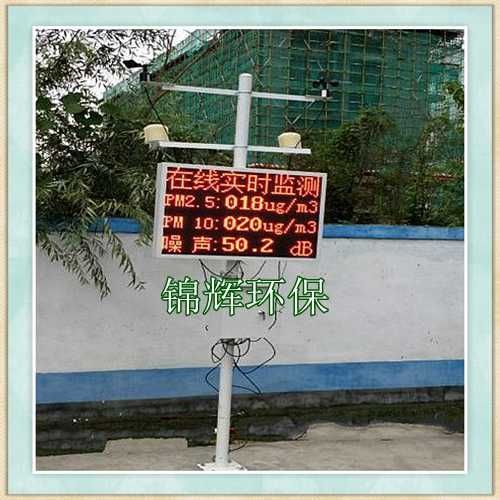 在线实时监测
PM2.5:018ug/m3
PM 10:020ug/m3
噪声:50.2 dB
锦辉环保